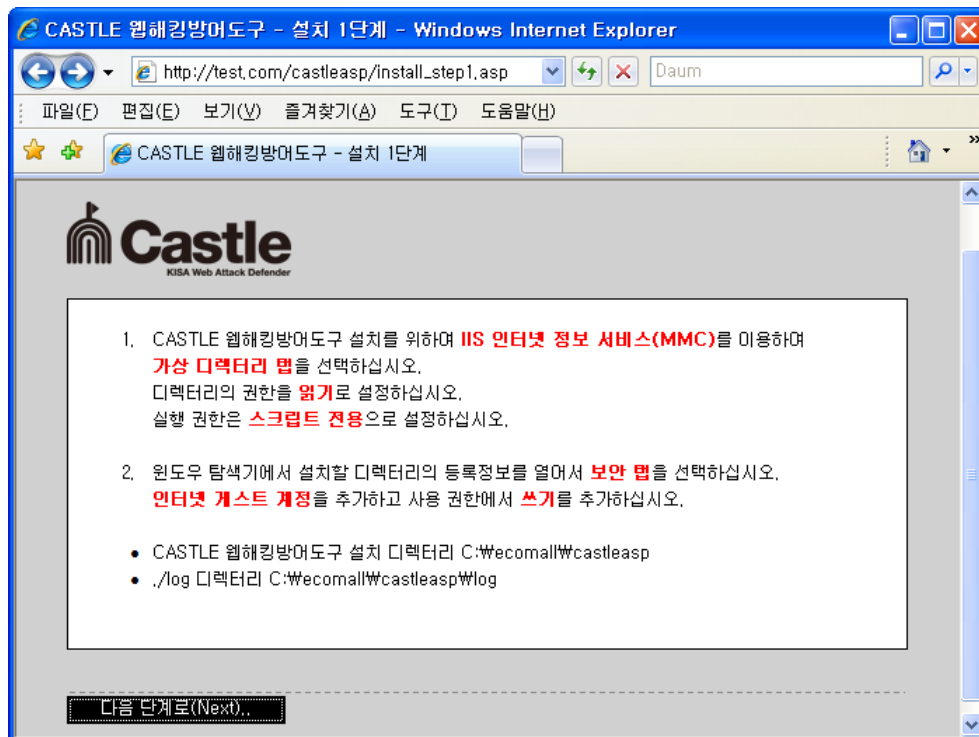 CASTLE 웹해킹방어도구 - 설치 1단계 - Windows Internet Explorer
http://test.com/castleasp/install_step1.asp
Daum
파일(F) 편집(E) 보기(V) 즐겨찾기(A) 도구(T) 도움말(H)
CASTLE 웹해킹방어도구 - 설치 1단계
Castle
KISA Web Attack Defender
1. CASTLE 웹해킹방어도구 설치를 위하여 IIS 인터넷 정보 서비스(MMC)를 이용하여
가상 디렉터리 탭을 선택하십시오.
디렉터리의 권한을 읽기로 설정하십시오.
실행 권한은 스크립트 전용으로 설정하십시오.
2. 윈도우 탐색기에서 설치할 디렉터리의 등록정보를 열어서 보안 탭을 선택하십시오.
인터넷 게스트 계정을 추가하고 사용 권한에서 쓰기를 추가하십시오.
• CASTLE 웹해킹방어도구 설치 디렉터리 C:₩ecomall₩castleasp
• ./log 디렉터리 C:₩ecomall₩castleasp₩log
다음 단계로(Next)..